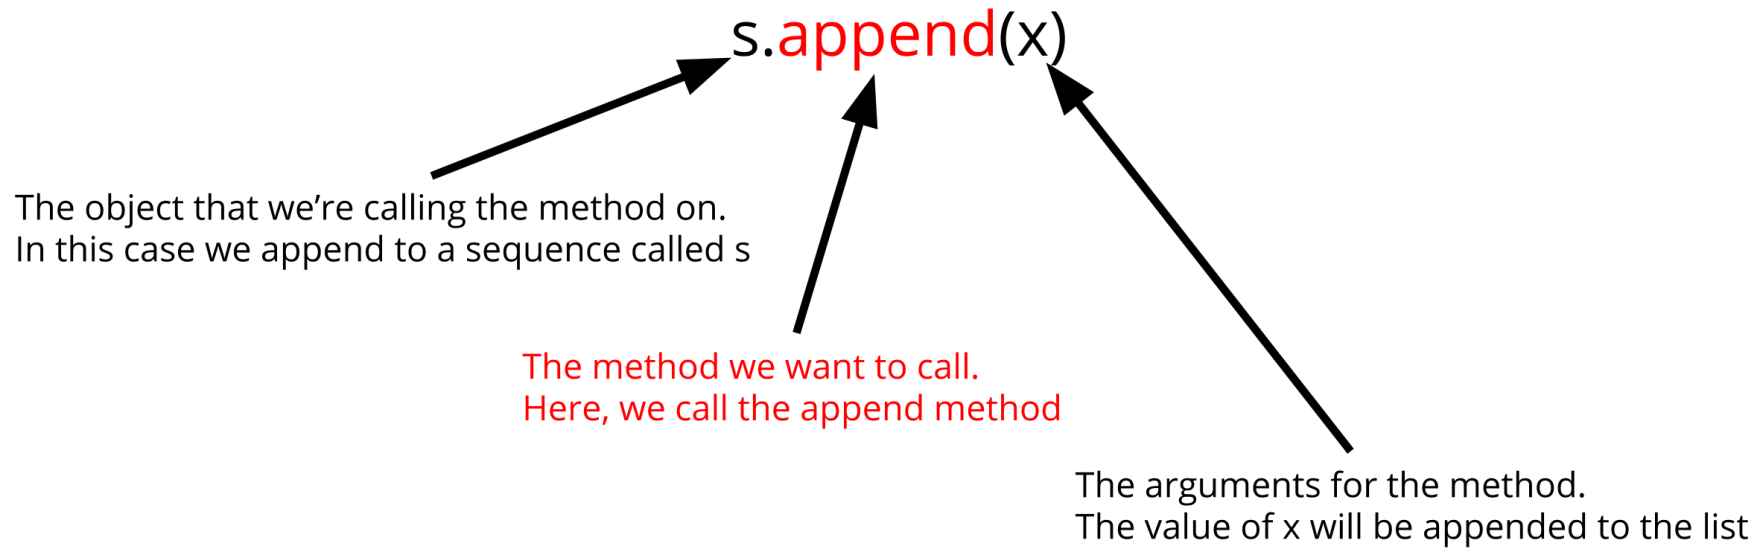 s.append(x)
The object that we’re calling the method on.
In this case we append to a sequence called s
The method we want to call.
Here, we call the append method
The arguments for the method.
The value of x will be appended to the list